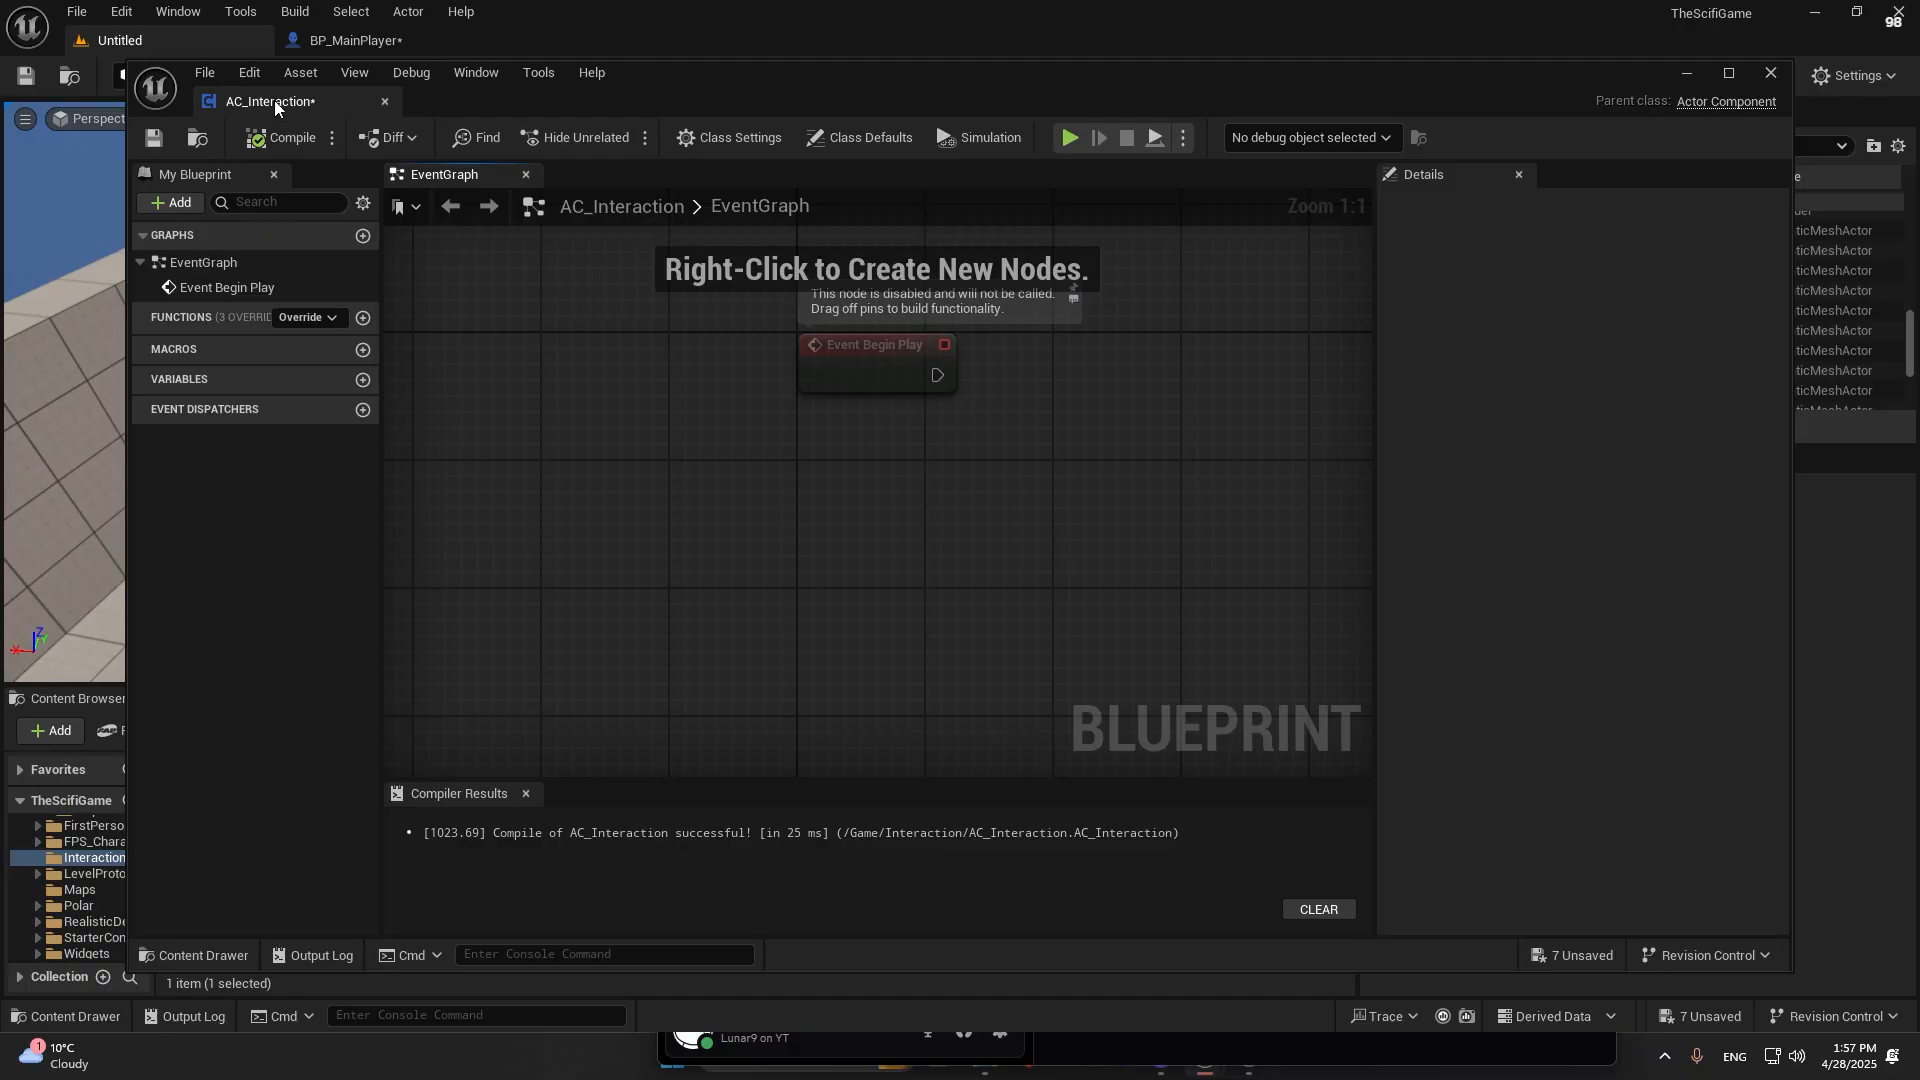 File Edit Window Tools Build Select Actor Help
TheScifiGame
98
Untitled
BP_MainPlayer*
Settings
File Edit Asset View Debug Window Tools Help
AC_Interaction*
Parent class: Actor Component
Perspect
Compile
Diff
Find
Hide Unrelated
Class Settings
Class Defaults
Simulation
No debug object selected
My Blueprint
EventGraph
Details
Add
Search
AC_Interaction > EventGraph
Zoom 1:1
GRAPHS
EventGraph
Event Begin Play
FUNCTIONS (3 OVERRID
Override
MACROS
VARIABLES
EVENT DISPATCHERS
Right-Click to Create New Nodes.
This node is disabled and will not be called.
Drag off pins to build functionality.
Event Begin Play
ticMeshActor
ticMeshActor
ticMeshActor
ticMeshActor
ticMeshActor
ticMeshActor
ticMeshActor
ticMeshActor
ticMeshActor
BLUEPRINT
Content Browser
Add
Favorites
TheScifiGame
FirstPerso
FPS_Chara
Interaction
LevelProto
Maps
Polar
RealisticDe
StarterCon
Widgets
Collection
Compiler Results
• [1023.69] Compile of AC_Interaction successful! [in 25 ms] (/Game/Interaction/AC_Interaction.AC_Interaction)
CLEAR
Content Drawer
Output Log
Cmd
Enter Console Command
7 Unsaved
Revision Control
1 item (1 selected)
Content Drawer
Output Log
Cmd
Enter Console Command
Trace
Derived Data
7 Unsaved
Revision Control
Lunar9 on YT
1
10°C
Cloudy
ENG
1:57 PM
4/28/2025